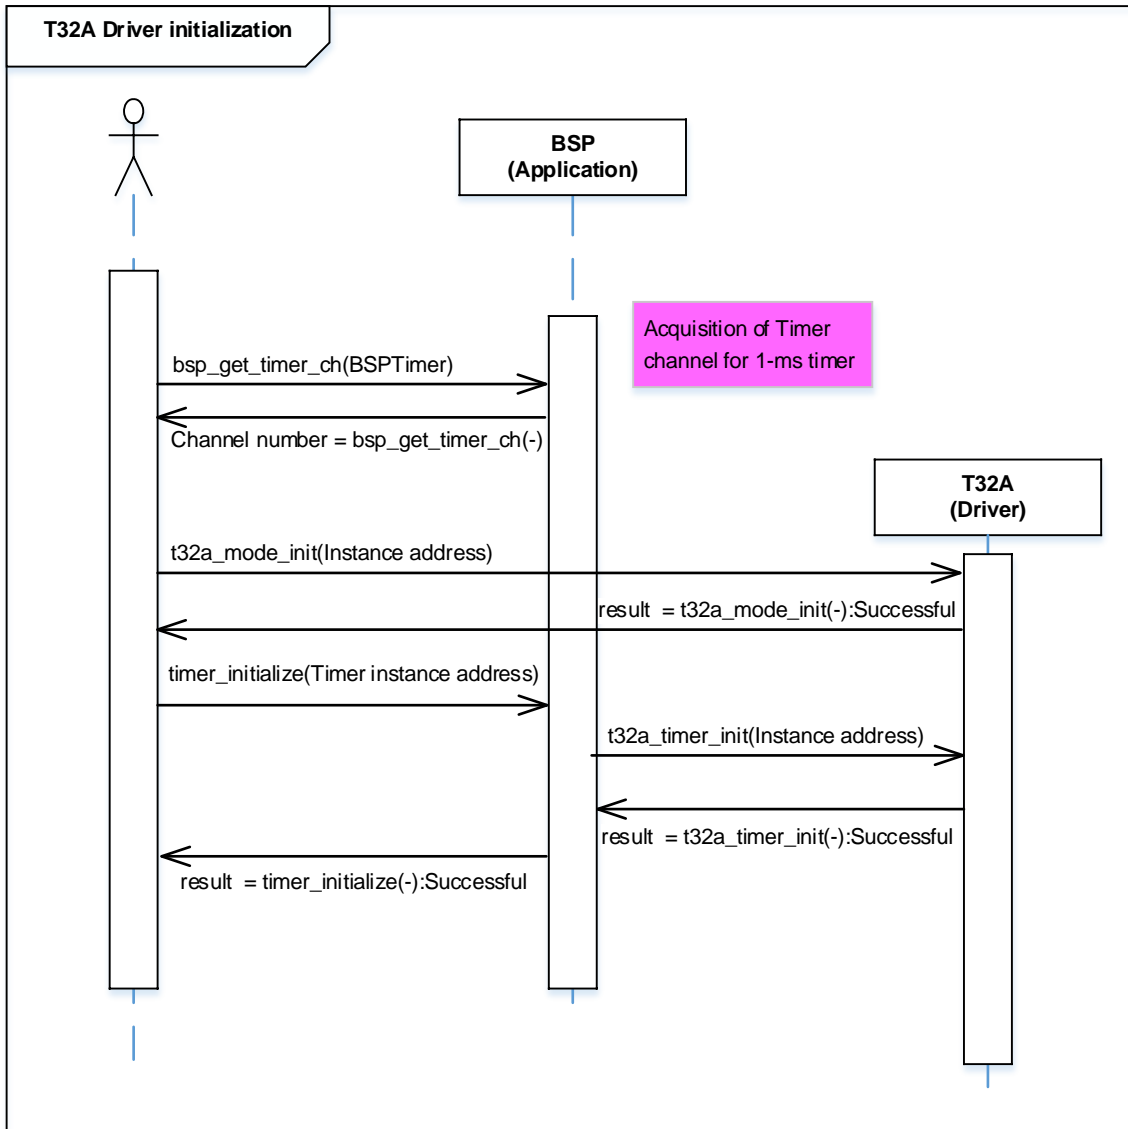 T32A Driver initialization
BSP
(Application)
Acquisition of Timer
channel for 1-ms timer
bsp_get_timer_ch(BSPTimer)
Channel number = bsp_get_timer_ch(-)
T32A
(Driver)
t32a_mode_init(Instance address)
result = t32a_mode_init(-):Successful
timer_initialize(Timer instance address)
t32a_timer_init(Instance address)
result = t32a_timer_init(-):Successful
result = timer_initialize(-):Successful